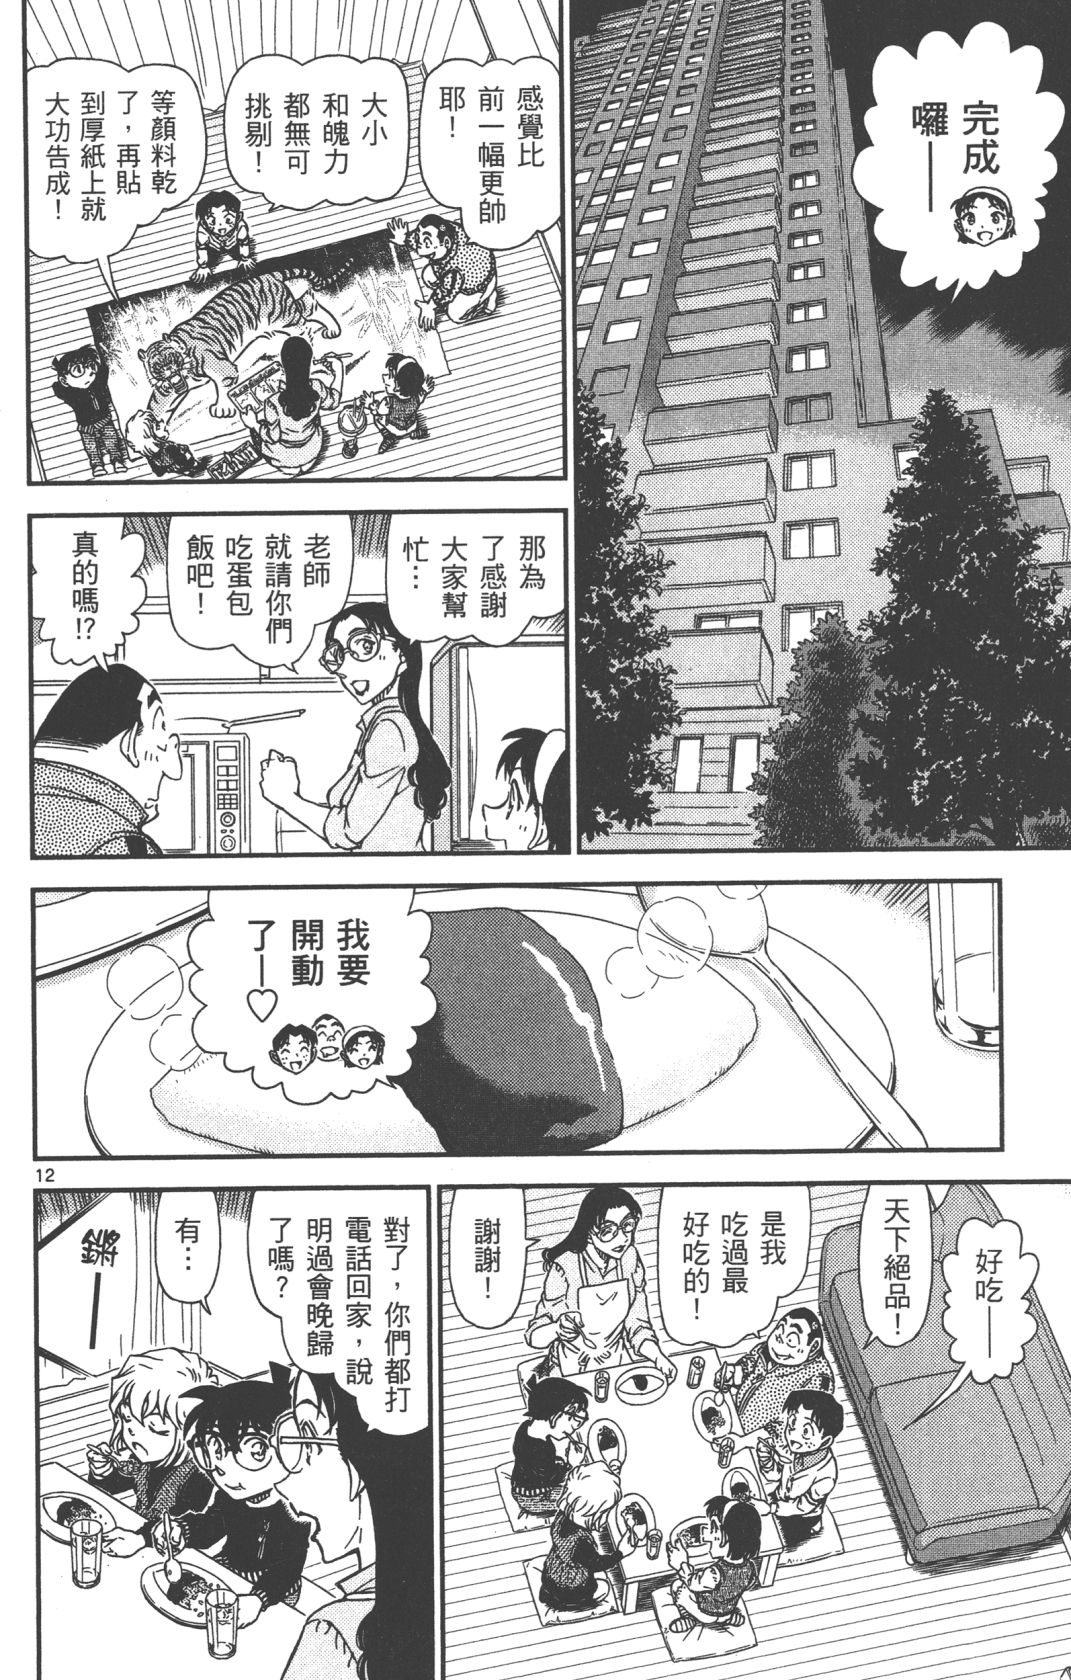 完成
囉—
感覺比
前一幅更帥
耶！
大小
和魄力
都無可
挑剔！
等顏料乾
了，再貼
到厚紙上就
大功告成！
那為
了感謝
大家幫
忙…
老師
就請你們
吃蛋包
飯吧！
真的嗎!?
我要
開動
了—♡
12
好吃—
天下絕品！
是我
吃過最
好吃的！
謝謝！
對了，你們都打
電話回家，說
明過會晚歸
了嗎？
有…